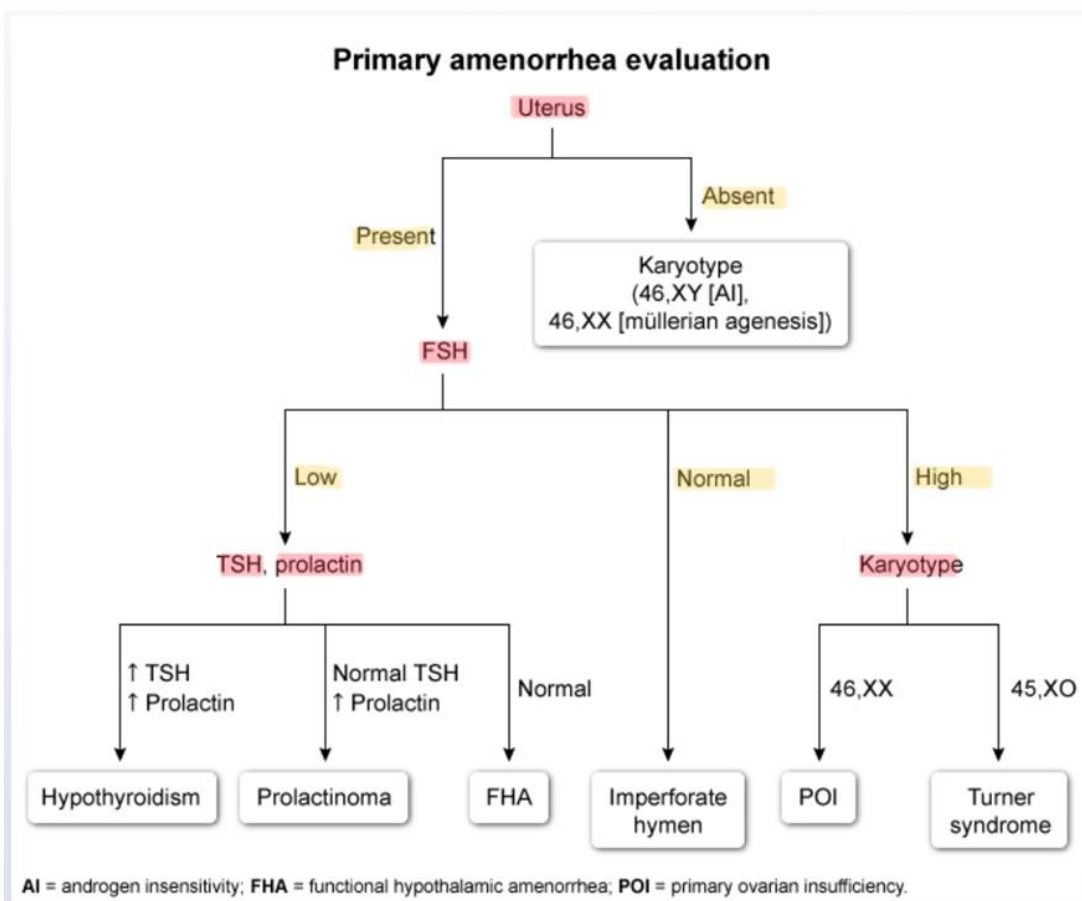 Primary amenorrhea evaluation
Uterus
Absent
Present
Karyotype
(46,XY [AI],
46,XX [müllerian agenesis])
FSH
Low
Normal
High
TSH, prolactin
Karyotype
↑ TSH
↑ Prolactin
Normal TSH
↑ Prolactin
Normal
46,XX
45,XO
Hypothyroidism
Prolactinoma
FHA
Imperforate
hymen
POI
Turner
syndrome
AI = androgen insensitivity; FHA = functional hypothalamic amenorrhea; POI = primary ovarian insufficiency.